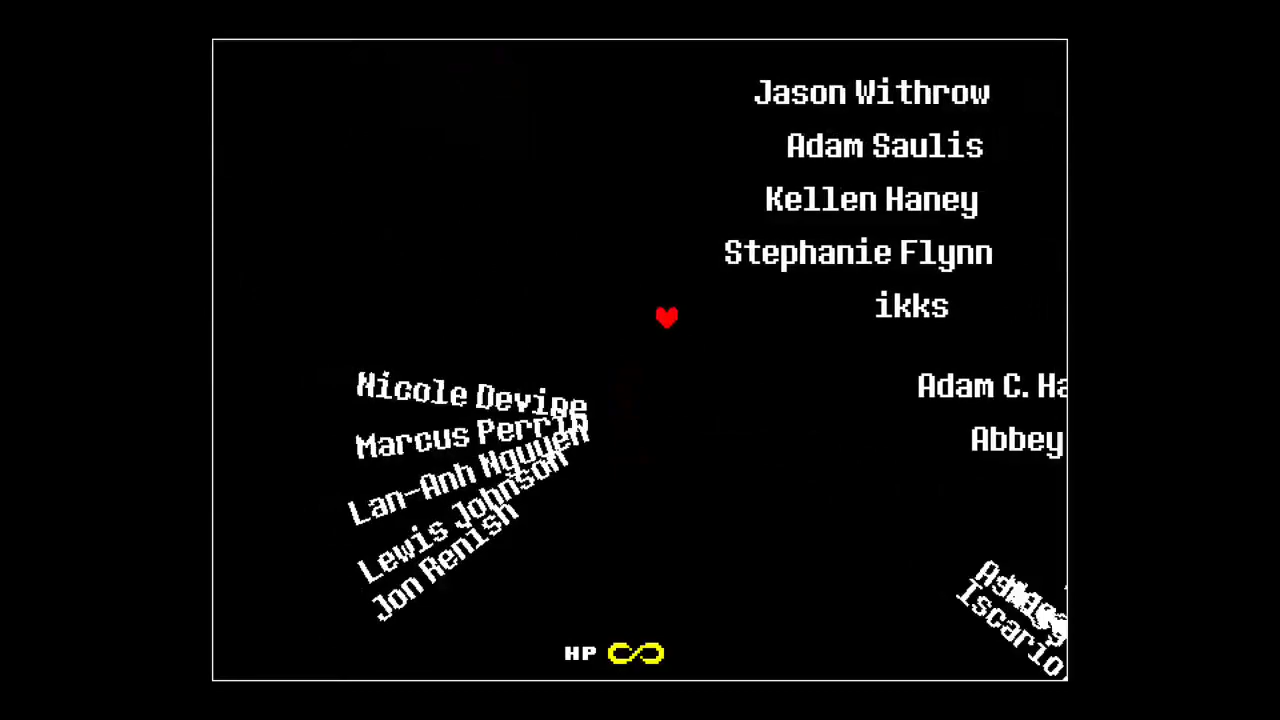 Jason Withrow
Adam Saulis
Kellen Haney
Stephanie Flynn
ikks
Nicole Devine
Marcus Perrin
Lan-Anh Nguyen
Lewis Johnson
Jon Renish
Adam C. Ha
Abbey
Iscario
HP ∞